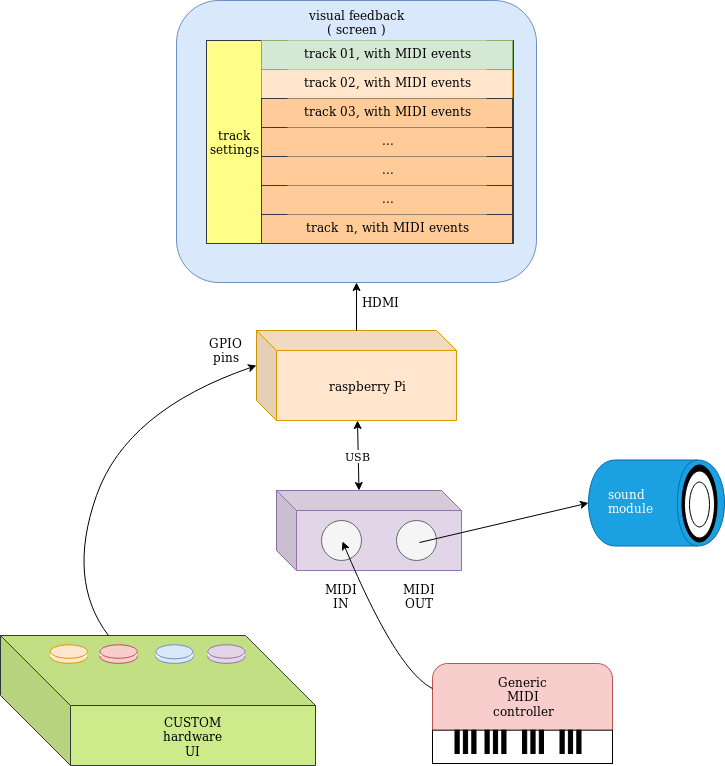 visual feedback
( screen )
track 01, with MIDI events
track 02, with MIDI events
track
settings
track 03, with MIDI events
...
...
...
track  n, with MIDI events
HDMI
GPIO
pins
raspberry Pi
USB
sound
module
MIDI
IN
MIDI
OUT
Generic
MIDI
controller
CUSTOM
hardware
UI